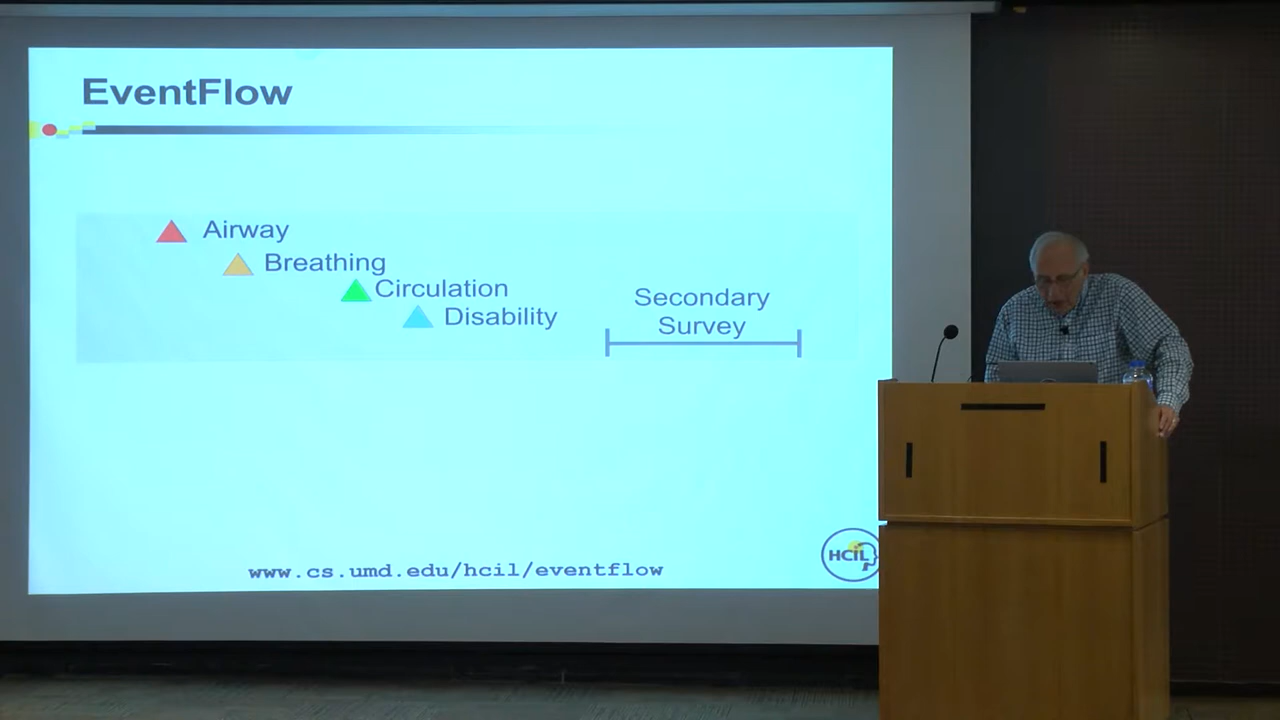 EventFlow
Airway
Breathing
Circulation
Disability
Secondary
Survey
www.cs.umd.edu/hcil/eventflow
HCIL